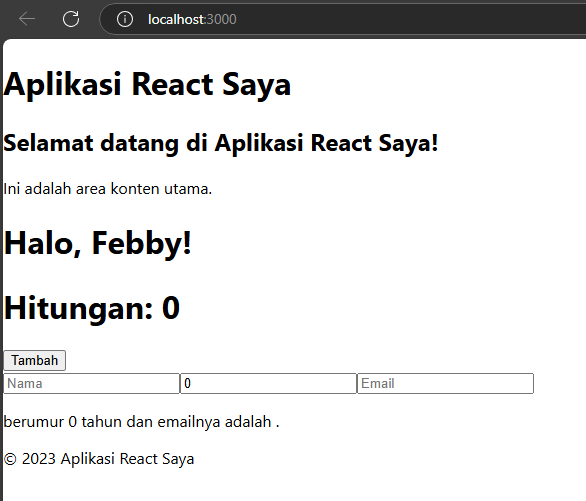 localhost:3000
Aplikasi React Saya
Selamat datang di Aplikasi React Saya!
Ini adalah area konten utama.
Halo, Febby!
Hitungan: 0
Tambah
Nama 0 Email
berumur 0 tahun dan emailnya adalah .
© 2023 Aplikasi React Saya